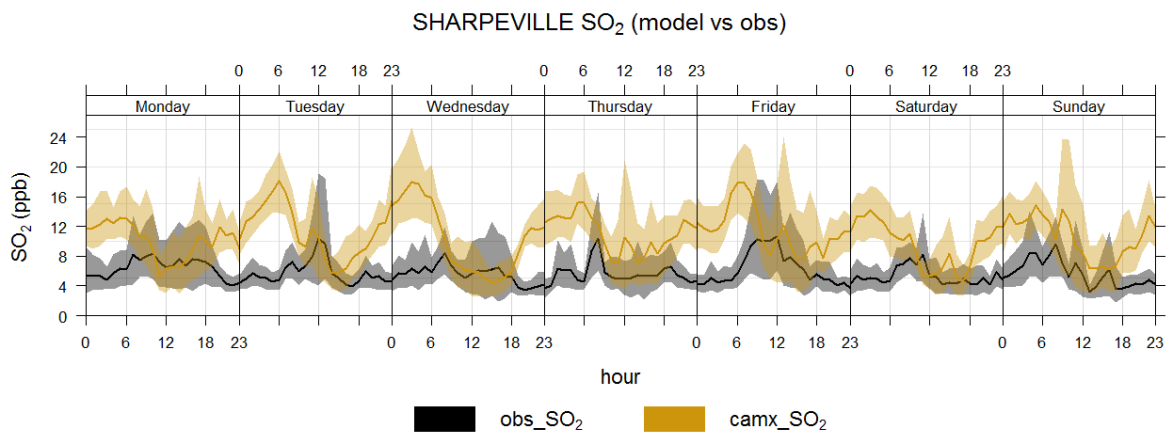 SHARPEVILLE SO₂ (model vs obs)
0 6 12 18 23 0 6 12 18 23 0 6 12 18 23
Monday Tuesday Wednesday Thursday Friday Saturday Sunday
24
20
16
12
8
4
0
SO₂ (ppb)
0 6 12 18 23 0 6 12 18 23 0 6 12 18 23 0 6 12 18 23
hour
obs_SO₂ camx_SO₂